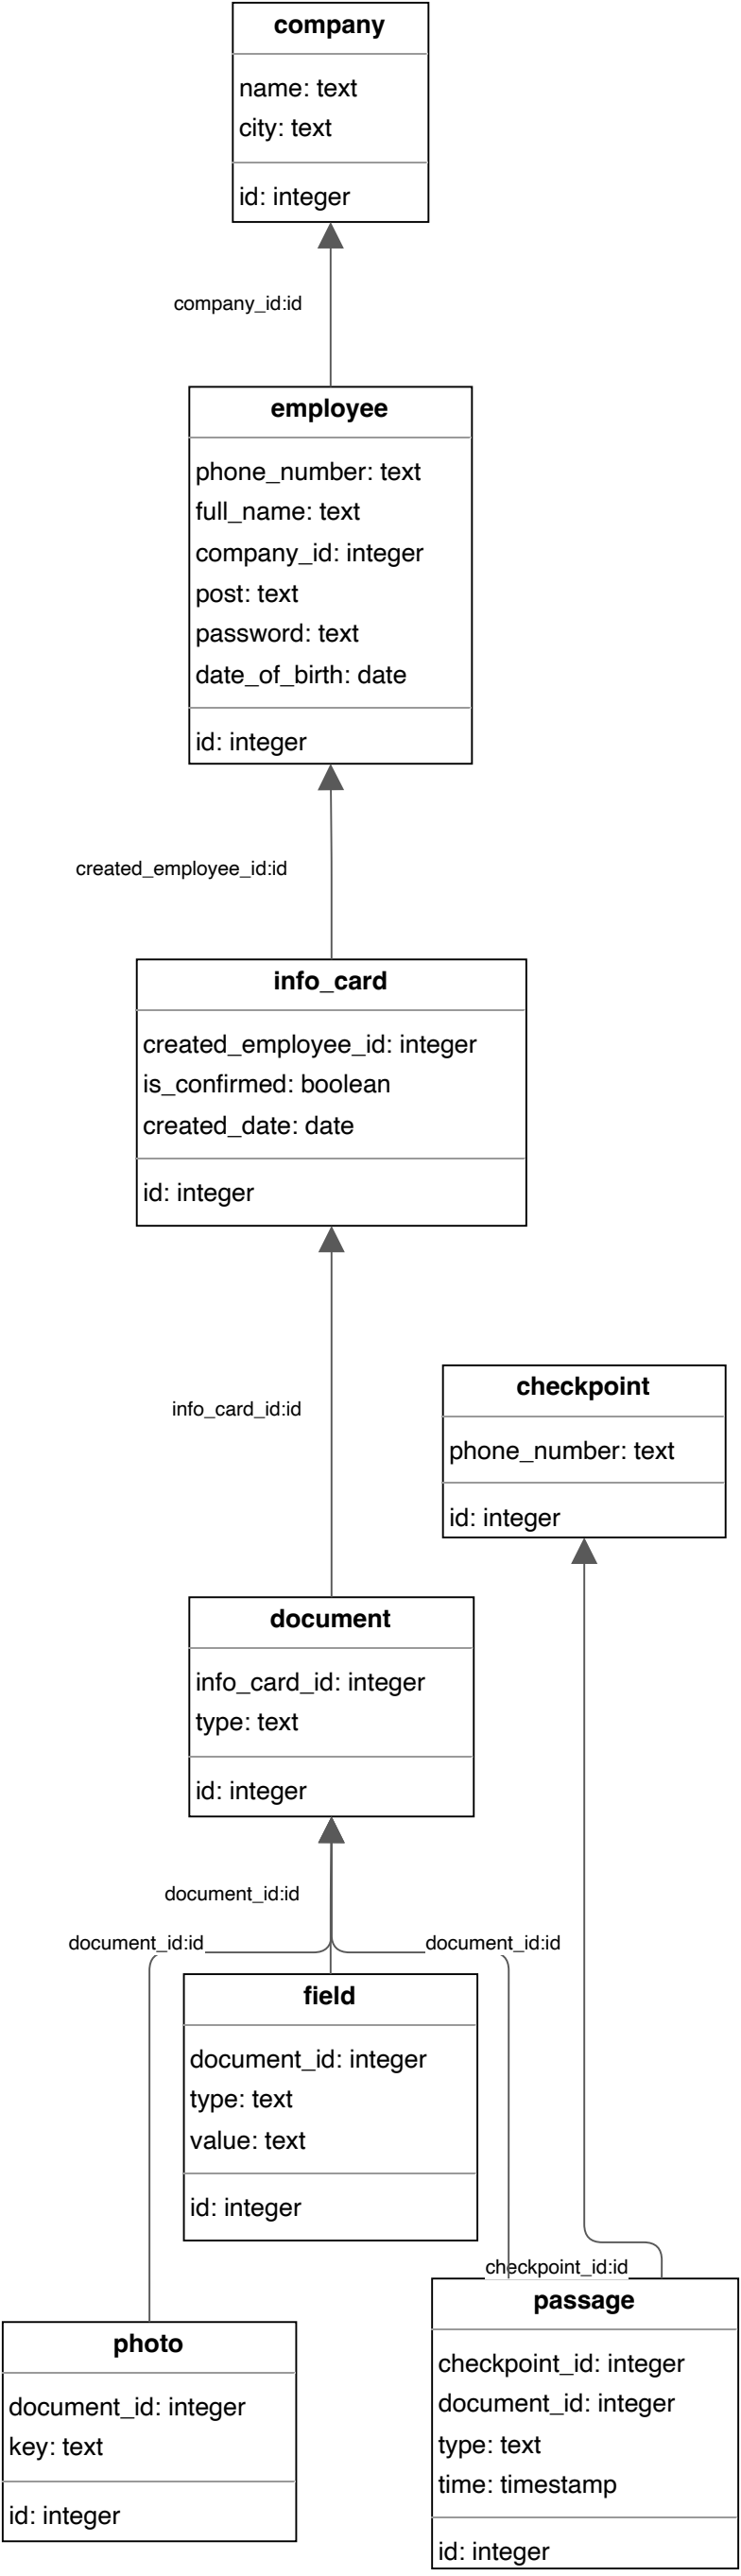 company
name: text
city: text
id: integer
company_id:id
employee
phone_number: text
full_name: text
company_id: integer
post: text
password: text
date_of_birth: date
id: integer
created_employee_id:id
info_card
created_employee_id: integer
is_confirmed: boolean
created_date: date
id: integer
info_card_id:id
checkpoint
phone_number: text
id: integer
document
info_card_id: integer
type: text
id: integer
document_id:id
document_id:id
document_id:id
field
document_id: integer
type: text
value: text
id: integer
checkpoint_id:id
photo
document_id: integer
key: text
id: integer
passage
checkpoint_id: integer
document_id: integer
type: text
time: timestamp
id: integer